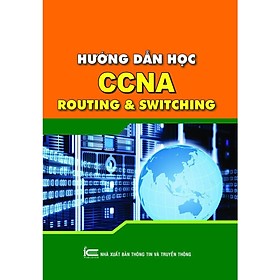 HƯỚNG DẪN HỌC
CCNA
ROUTING & SWITCHING
NHÀ XUẤT BẢN THÔNG TIN VÀ TRUYỀN THÔNG